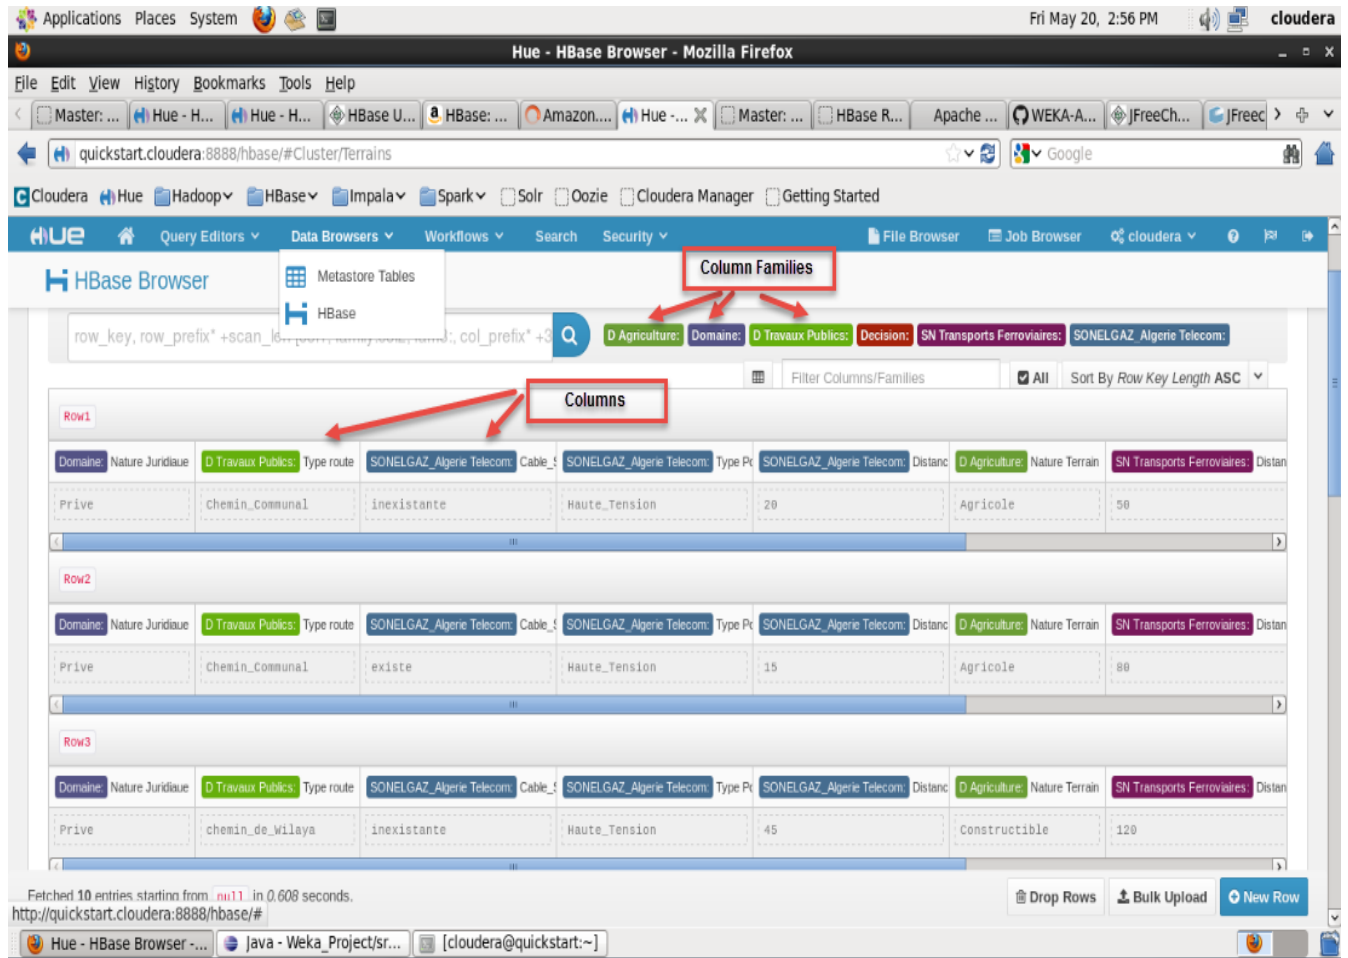 Applications Places System Fri May 20, 2:56 PM cloudera
Hue - HBase Browser - Mozilla Firefox
File Edit View History Bookmarks Tools Help
Master: ... Hue - H... Hue - H... HBase U... HBase: ... Amazon.... Hue -... Master: ... HBase R... Apache ... WEKA-A... JFreeCh... JFreec
quickstart.cloudera:8888/hbase/#Cluster/Terrains Google
Cloudera Hue Hadoop HBase Impala Spark Solr Oozie Cloudera Manager Getting Started
HUE Query Editors Data Browsers Workflows Search Security File Browser Job Browser cloudera
HBase Browser Metastore Tables Column Families
HBase
row_key, row_prefix* +scan_len col_prefix* +3 D Agriculture: Domaine: D Travaux Publics: Decision: SN Transports Ferroviaires: SONELGAZ_Algerie Telecom:
Filter Columns/Families All Sort By Row Key Length ASC
Columns
Row1
Domaine: Nature Juridiaue D Travaux Publics: Type route SONELGAZ_Algerie Telecom: Cable_S SONELGAZ_Algerie Telecom: Type Po SONELGAZ_Algerie Telecom: Distanc D Agriculture: Nature Terrain SN Transports Ferroviaires: Distan
Prive Chemin_Communal inexistante Haute_Tension 20 Agricole 50
Row2
Domaine: Nature Juridiaue D Travaux Publics: Type route SONELGAZ_Algerie Telecom: Cable_S SONELGAZ_Algerie Telecom: Type Po SONELGAZ_Algerie Telecom: Distanc D Agriculture: Nature Terrain SN Transports Ferroviaires: Distan
Prive Chemin_Communal existe Haute_Tension 15 Agricole 80
Row3
Domaine: Nature Juridiaue D Travaux Publics: Type route SONELGAZ_Algerie Telecom: Cable_S SONELGAZ_Algerie Telecom: Type Po SONELGAZ_Algerie Telecom: Distanc D Agriculture: Nature Terrain SN Transports Ferroviaires: Distan
Prive chemin_de_Wilaya inexistante Haute_Tension 45 Constructible 120
Fetched 10 entries starting from null in 0.608 seconds. Drop Rows Bulk Upload New Row
http://quickstart.cloudera:8888/hbase/#
Hue - HBase Browser -... Java - Weka_Project/sr... [cloudera@quickstart:~]